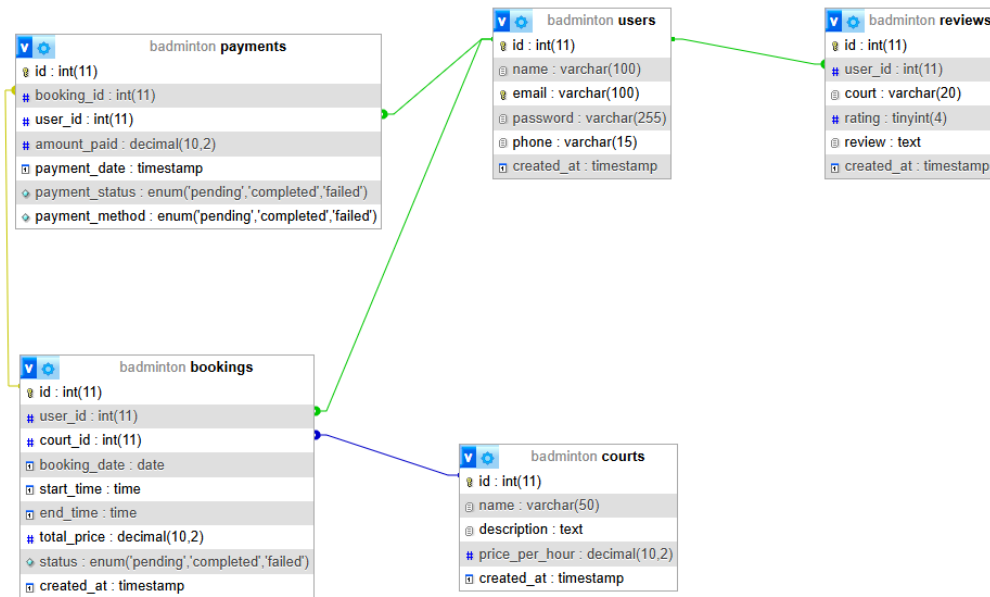 badminton payments
id : int(11)
booking_id : int(11)
user_id : int(11)
amount_paid : decimal(10,2)
payment_date : timestamp
payment_status : enum('pending','completed','failed')
payment_method : enum('pending','completed','failed')
badminton users
id : int(11)
name : varchar(100)
email : varchar(100)
password : varchar(255)
phone : varchar(15)
created_at : timestamp
badminton reviews
id : int(11)
user_id : int(11)
court : varchar(20)
rating : tinyint(4)
review : text
created_at : timestamp
badminton bookings
id : int(11)
user_id : int(11)
court_id : int(11)
booking_date : date
start_time : time
end_time : time
total_price : decimal(10,2)
status : enum('pending','completed','failed')
created_at : timestamp
badminton courts
id : int(11)
name : varchar(50)
description : text
price_per_hour : decimal(10,2)
created_at : timestamp